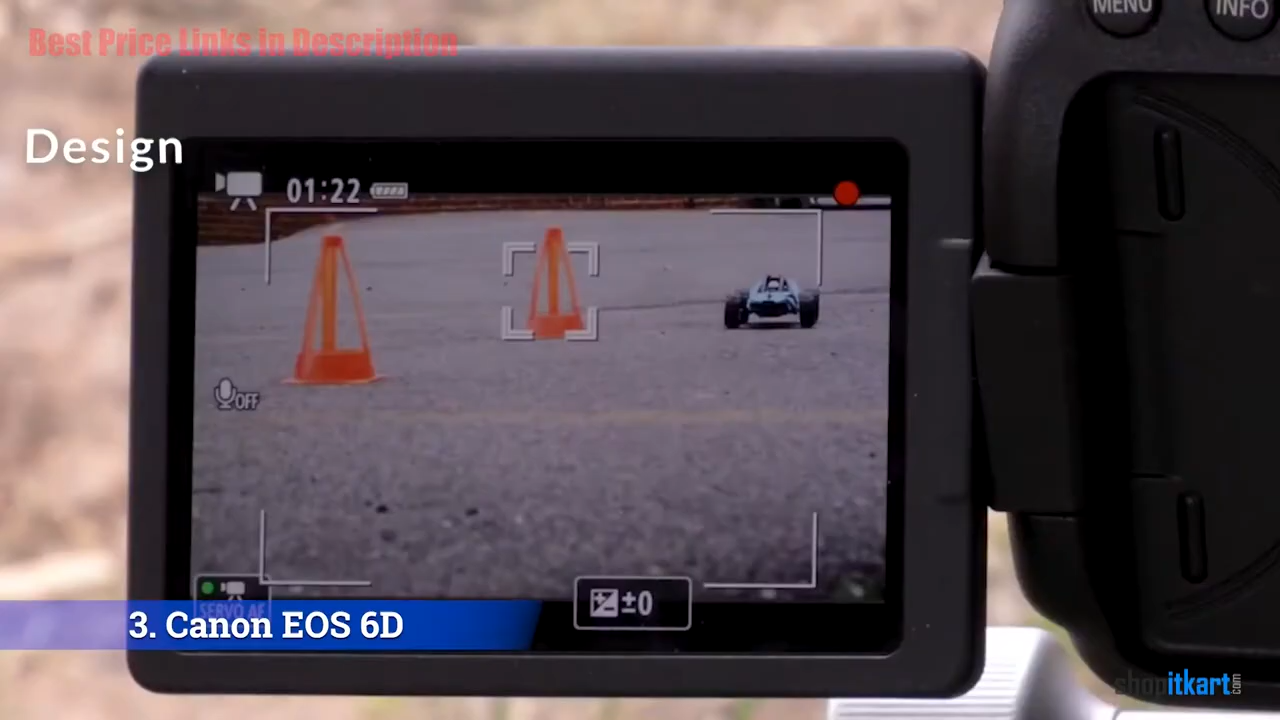 MENU
INFO
Best Price Links in Description
Design
01:22
OFF
SERVO AF
±0
3. Canon EOS 6D
shopitkart.com